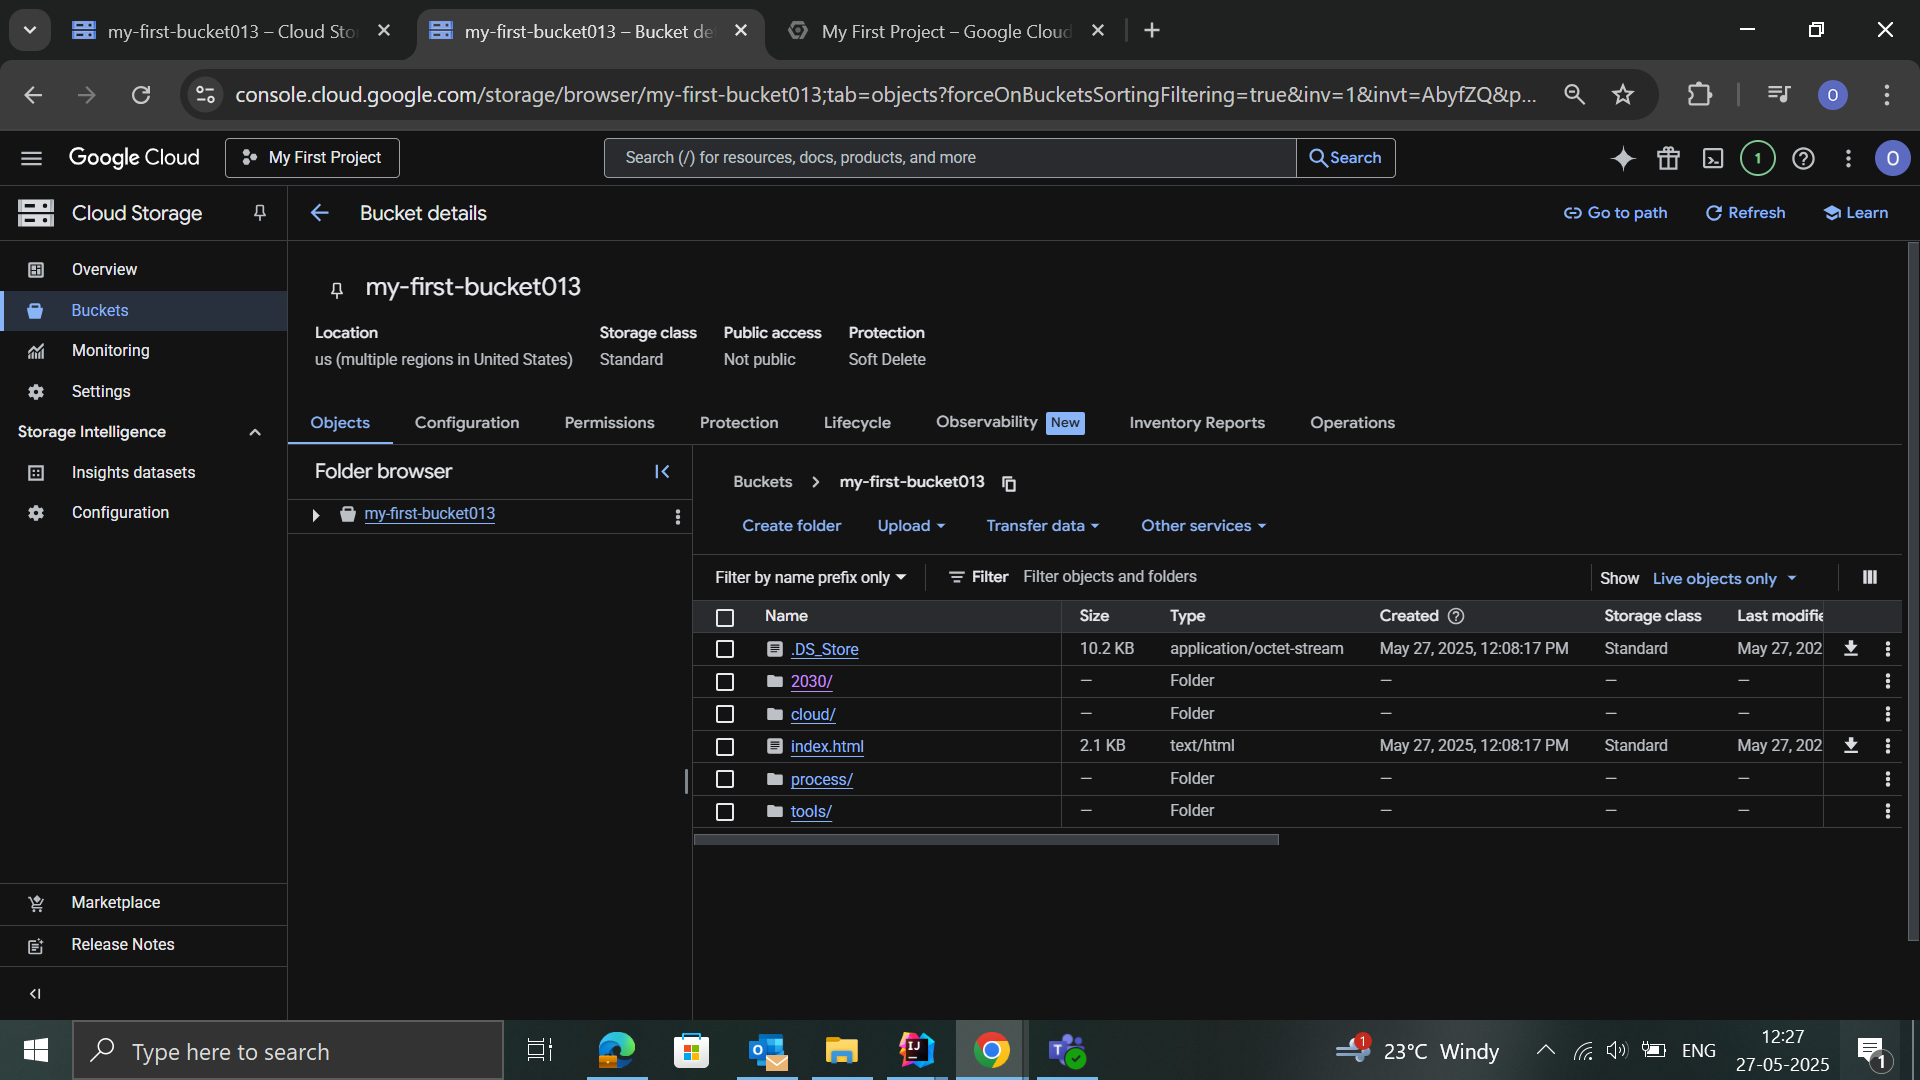 my-first-bucket013 – Cloud Sto
my-first-bucket013 – Bucket de
My First Project – Google Cloud
console.cloud.google.com/storage/browser/my-first-bucket013;tab=objects?forceOnBucketsSortingFiltering=true&inv=1&invt=AbyfZQ&p...
O
Google Cloud
My First Project
Search (/) for resources, docs, products, and more
Search
1
O
Cloud Storage
Bucket details
Go to path
Refresh
Learn
Overview
Buckets
Monitoring
Settings
Storage Intelligence
Insights datasets
Configuration
Marketplace
Release Notes
my-first-bucket013
Location Storage class Public access Protection
us (multiple regions in United States) Standard Not public Soft Delete
Objects Configuration Permissions Protection Lifecycle Observability New Inventory Reports Operations
Folder browser
my-first-bucket013
Buckets > my-first-bucket013
Create folder Upload Transfer data Other services
Filter by name prefix only Filter Filter objects and folders Show Live objects only
Name Size Type Created Storage class Last modifie
.DS_Store 10.2 KB application/octet-stream May 27, 2025, 12:08:17 PM Standard May 27, 202
2030/ — Folder — — —
cloud/ — Folder — — —
index.html 2.1 KB text/html May 27, 2025, 12:08:17 PM Standard May 27, 202
process/ — Folder — — —
tools/ — Folder — — —
Type here to search
1
23°C Windy
ENG
12:27
27-05-2025
1